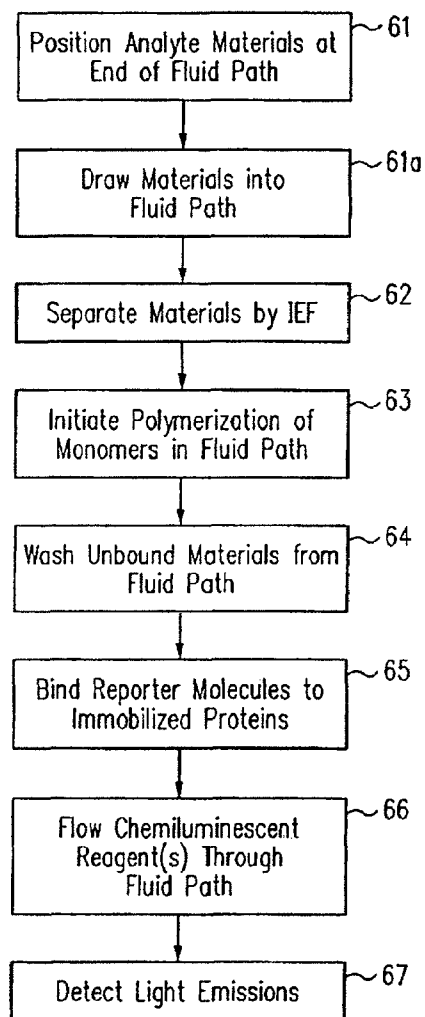 61
Position Analyte Materials at
End of Fluid Path
61a
Draw Materials into
Fluid Path
62
Separate Materials by IEF
63
Initiate Polymerization of
Monomers in Fluid Path
64
Wash Unbound Materials from
Fluid Path
65
Bind Reporter Molecules to
Immobilized Proteins
66
Flow Chemiluminescent
Reagent(s) Through
Fluid Path
67
Detect Light Emissions